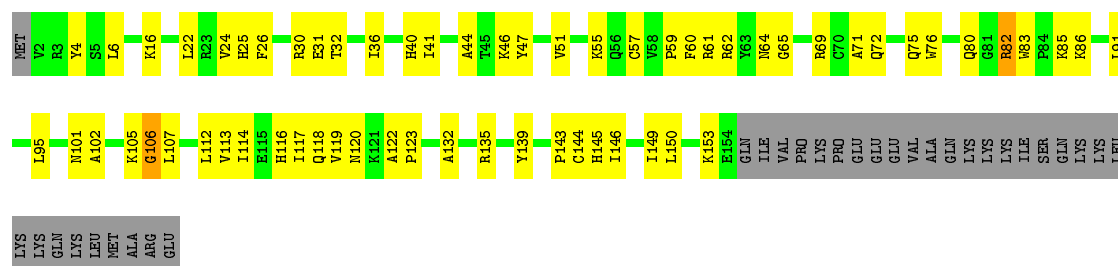 MET V2 R3 Y4 S5 L6 K16 L22 R23 V24 H25 F26 R30 E31 T32 I36 H40 I41 A44 T45 K46 Y47 V51 K55 Q56 C57 V58 P59 F60 R61 R62 Y63 N64 G65 R69 C70 A71 Q72 Q75 W76 Q80 G81 R82 W83 P84 K85 K86
L95 N101 A102 K105 G106 L107 L112 V113 I114 E115 H116 I117 Q118 V119 N120 K121 A122 P123 A132 R135 Y139 P143 C144 H145 I146 I149 L150 K153 E154 GLN ILE VAL PRO LYS PRO GLU GLU GLU VAL ALA GLN LYS LYS LYS ILE SER GLN LYS LYS LEU
LYS LYS GLN LYS LEU MET ALA ARG GLU